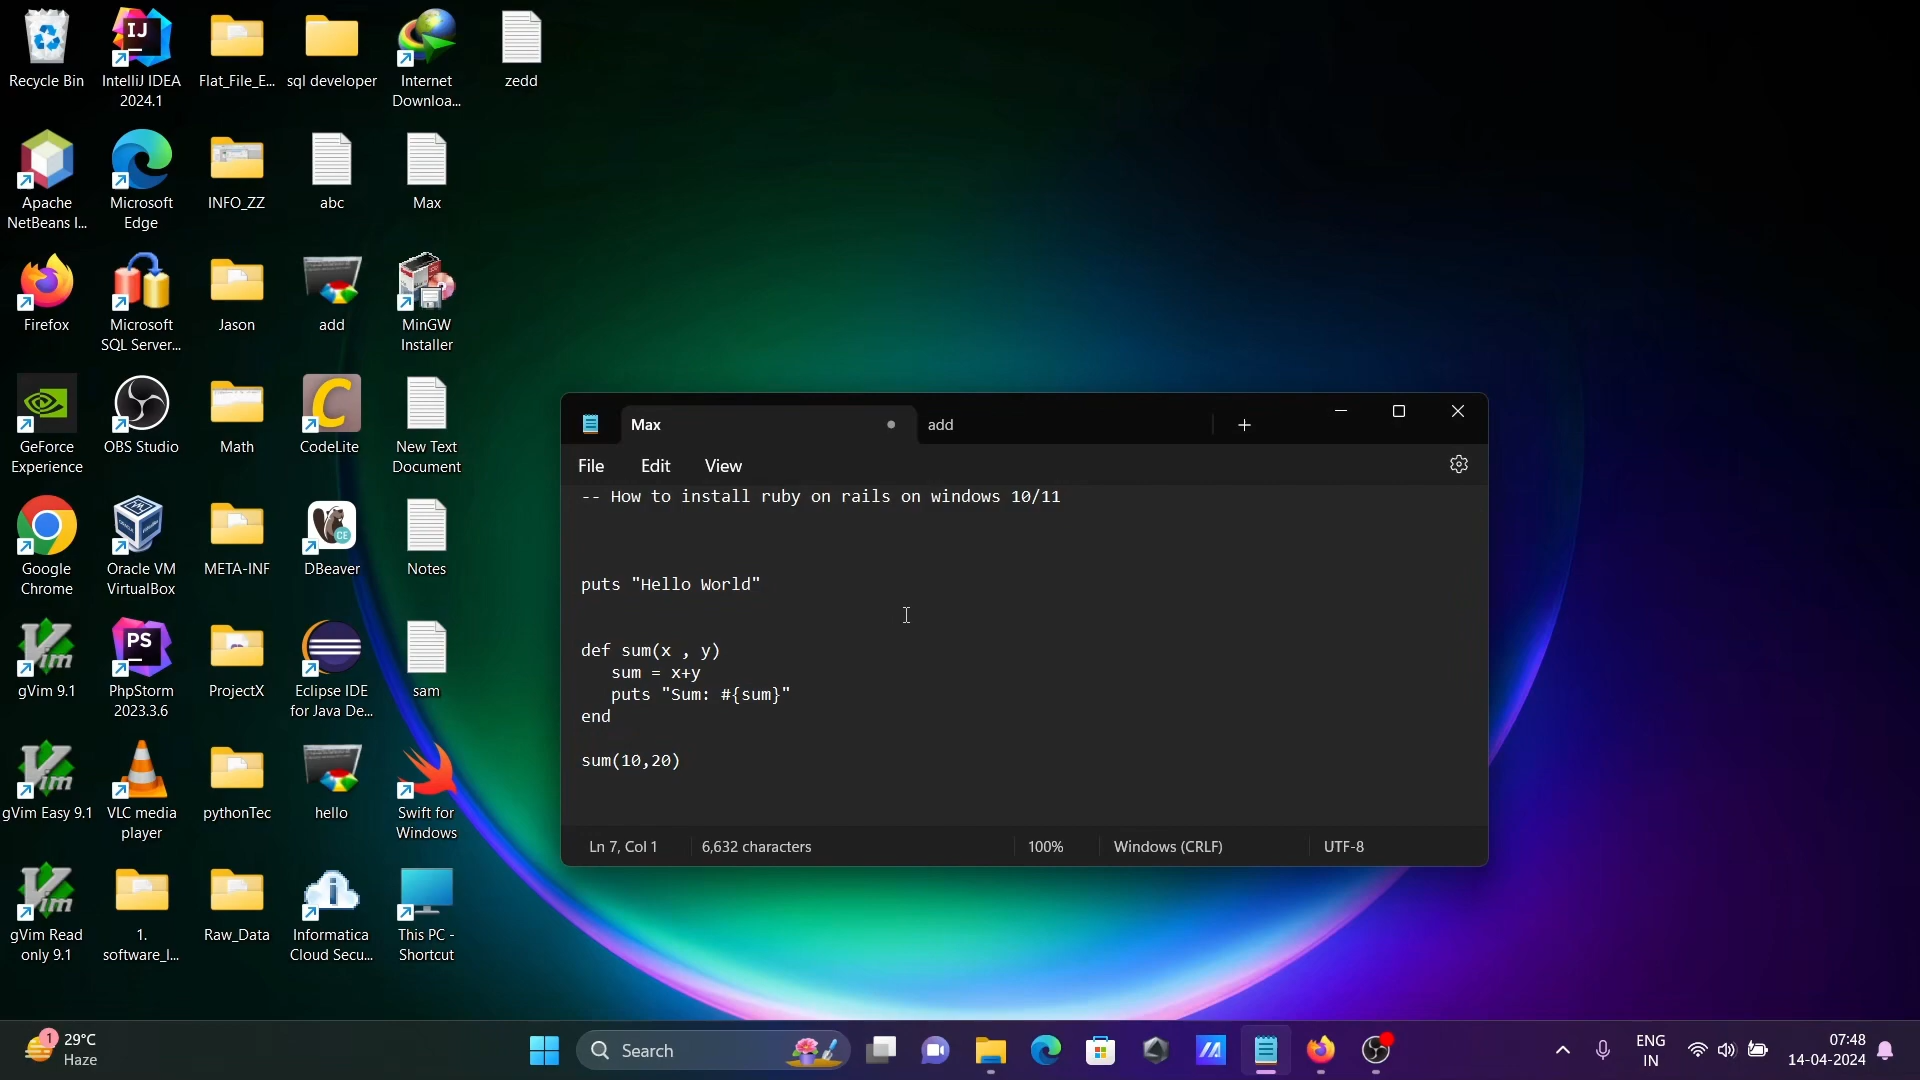 Recycle Bin
IntelliJ IDEA
2024.1
Flat_File_E...
sql developer
Internet
Downloa...
zedd
Apache
NetBeans I...
Microsoft
Edge
INFO_ZZ
abc
Max
Firefox
Microsoft
SQL Server...
Jason
add
MinGW
Installer
GeForce
Experience
OBS Studio
Math
CodeLite
New Text
Document
Google
Chrome
Oracle VM
VirtualBox
META-INF
DBeaver
Notes
gVim 9.1
PhpStorm
2023.3.6
ProjectX
Eclipse IDE
for Java De...
sam
gVim Easy 9.1
VLC media
player
pythonTec
hello
Swift for
Windows
gVim Read
only 9.1
1.
software_I...
Raw_Data
Informatica
Cloud Secu...
This PC -
Shortcut
Max
add
File Edit View
-- How to install ruby on rails on windows 10/11
puts "Hello World"
def sum(x , y)
sum = x+y
puts "Sum: #{sum}"
end
sum(10,20)
Ln 7, Col 1 6,632 characters 100% Windows (CRLF) UTF-8
1
29°C
Haze
Search
ENG
IN
07:48
14-04-2024
IJ
PS
CE